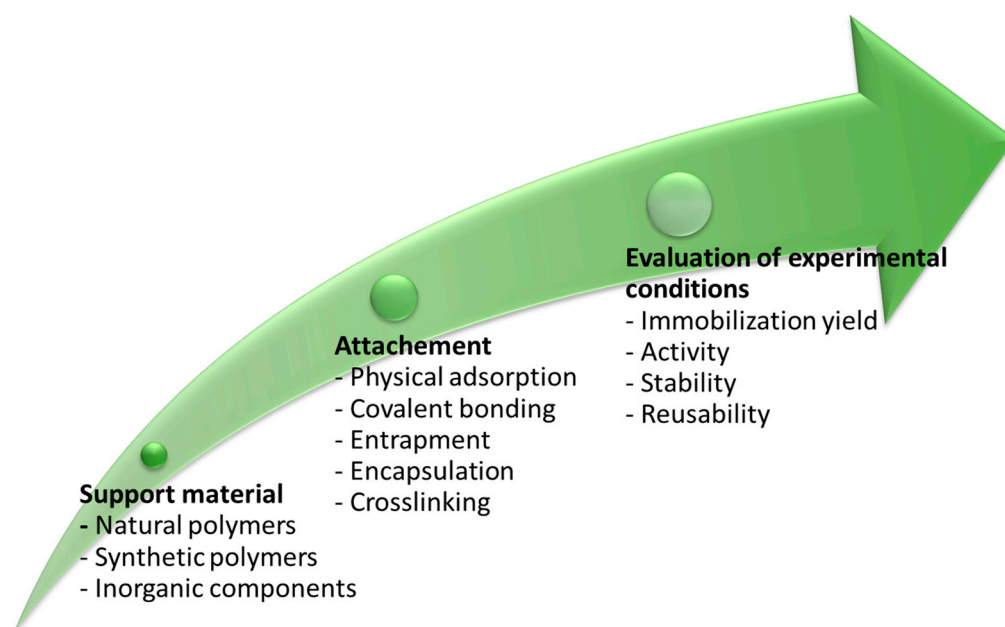 Support material
- Natural polymers
- Synthetic polymers
- Inorganic components
Attachement
- Physical adsorption
- Covalent bonding
- Entrapment
- Encapsulation
- Crosslinking
Evaluation of experimental
conditions
- Immobilization yield
- Activity
- Stability
- Reusability